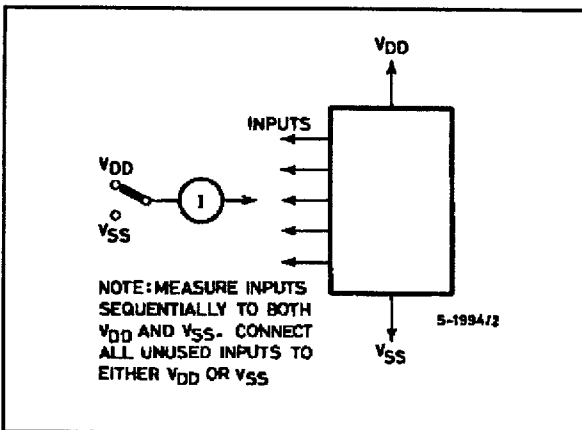 VDD
INPUTS
VDD
I
VSS
NOTE: MEASURE INPUTS
SEQUENTIALLY TO BOTH
VDD AND VSS. CONNECT
ALL UNUSED INPUTS TO
EITHER VDD OR VSS
S-1994/2
VSS